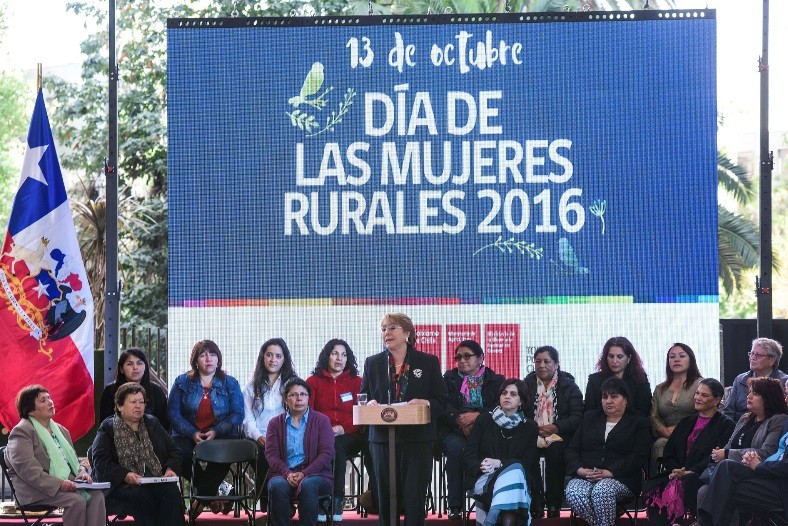 13 de octubre
DÍA DE
LAS MUJERES
RURALES 2016